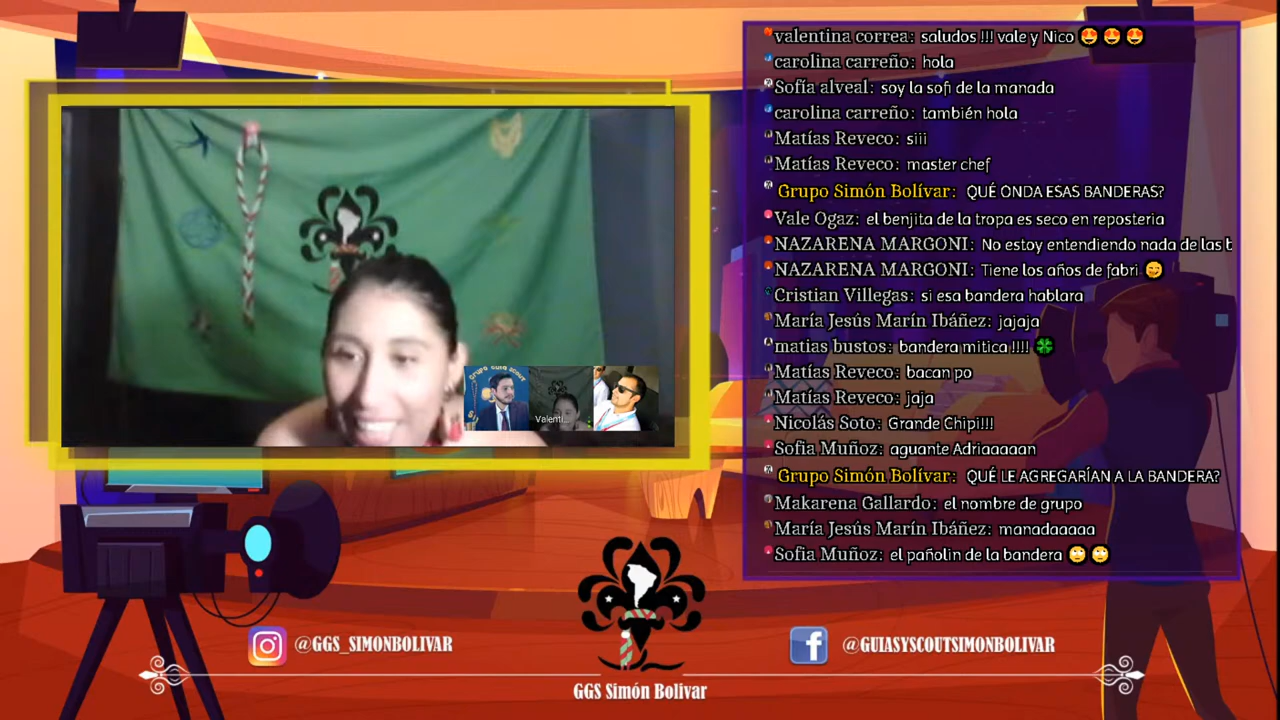 valentina correa: saludos !!! vale y Nico 😍 😍 😍
carolina carreño: hola
Sofía alveal: soy la sofi de la manada
carolina carreño: también hola
Matías Reveco: siii
Matías Reveco: master chef
Grupo Simón Bolívar: QUÉ ONDA ESAS BANDERAS?
Vale Ogaz: el benjita de la tropa es seco en reposteria
NAZARENA MARGONI: No estoy entendiendo nada de las t
NAZARENA MARGONI: Tiene los años de fabri 😋
Cristian Villegas: si esa bandera hablara
María Jesús Marín Ibáñez: jajaja
matias bustos: bandera mitica !!!! 🍀
Matías Reveco: bacan po
Matías Reveco: jaja
Nicolás Soto: Grande Chipi!!!
Sofia Muñoz: aguante Adriaaaaan
Grupo Simón Bolívar: QUÉ LE AGREGARÍAN A LA BANDERA?
Makarena Gallardo: el nombre de grupo
María Jesús Marín Ibáñez: manadaaaaa
Sofia Muñoz: el pañolin de la bandera 🙄 🙄
Valenti...
@GGS_SIMONBOLIVAR
@GUIASYSCOUTSIMONBOLIVAR
GGS Simón Bolivar